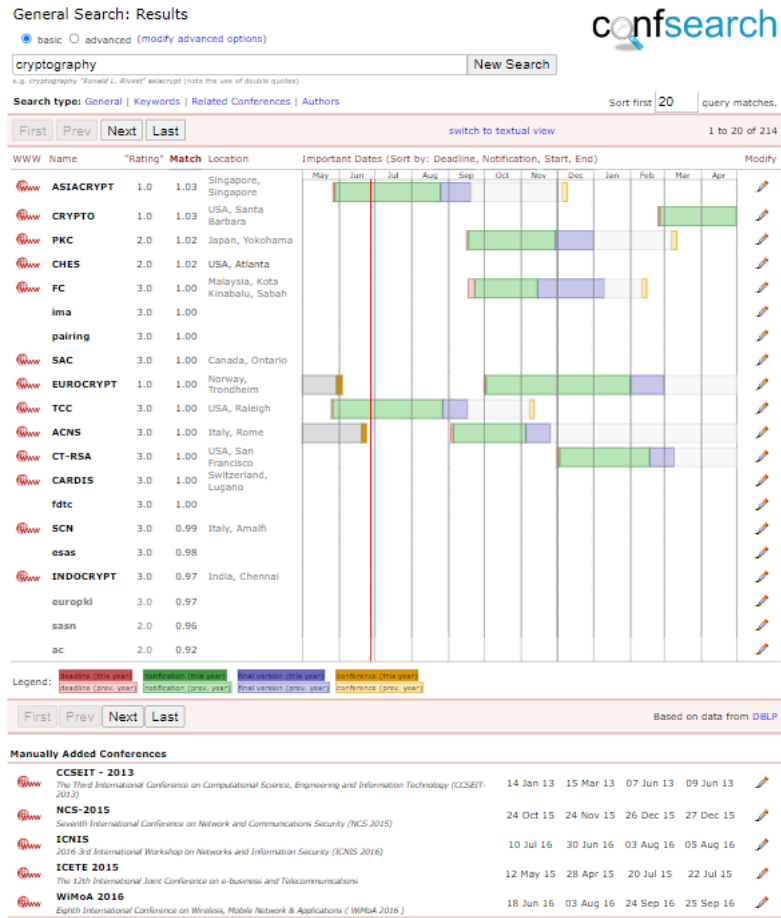 General Search: Results
confsearch
basic advanced (modify advanced options)
cryptography New Search
e.g. cryptography "Ronald L. Rivest" asiacrypt (note the use of double quotes)
Search type: General | Keywords | Related Conferences | Authors Sort first 20 query matches.
First Prev Next Last switch to textual view 1 to 20 of 214
WWW Name "Rating" Match Location Important Dates (Sort by: Deadline, Notification, Start, End) Modify
May Jun Jul Aug Sep Oct Nov Dec Jan Feb Mar Apr
www ASIACRYPT 1.0 1.03 Singapore, Singapore
www CRYPTO 1.0 1.03 USA, Santa Barbara
www PKC 2.0 1.02 Japan, Yokohama
www CHES 2.0 1.02 USA, Atlanta
www FC 3.0 1.00 Malaysia, Kota Kinabalu, Sabah
ima 3.0 1.00
pairing 3.0 1.00
www SAC 3.0 1.00 Canada, Ontario
www EUROCRYPT 1.0 1.00 Norway, Trondheim
www TCC 3.0 1.00 USA, Raleigh
www ACNS 3.0 1.00 Italy, Rome
www CT-RSA 3.0 1.00 USA, San Francisco
www CARDIS 3.0 1.00 Switzerland, Lugano
fdtc 3.0 1.00
www SCN 3.0 0.99 Italy, Amalfi
esas 3.0 0.98
www INDOCRYPT 3.0 0.97 India, Chennai
europki 3.0 0.97
sasn 2.0 0.96
ac 2.0 0.92
Legend: deadline (this year) notification (this year) final version (this year) conference (this year)
deadline (prev. year) notification (prev. year) final version (prev. year) conference (prev. year)
First Prev Next Last Based on data from DBLP
Manually Added Conferences
CCSEIT - 2013
www The Third International Conference on Computational Science, Engineering and Information Technology (CCSEIT-2013) 14 Jan 13 15 Mar 13 07 Jun 13 09 Jun 13
NCS-2015
www Seventh International Conference on Network and Communications Security (NCS 2015) 24 Oct 15 24 Nov 15 26 Dec 15 27 Dec 15
ICNIS
www 2016 3rd International Workshop on Networks and Information Security (ICNIS 2016) 10 Jul 16 30 Jun 16 03 Aug 16 05 Aug 16
ICETE 2015
www The 12th International Joint Conference on e-business and Telecommunications 12 May 15 28 Apr 15 20 Jul 15 22 Jul 15
WiMoA 2016
www Eighth International Conference on Wireless, Mobile Network & Applications ( WiMoA 2016 ) 18 Jun 16 03 Aug 16 24 Sep 16 25 Sep 16